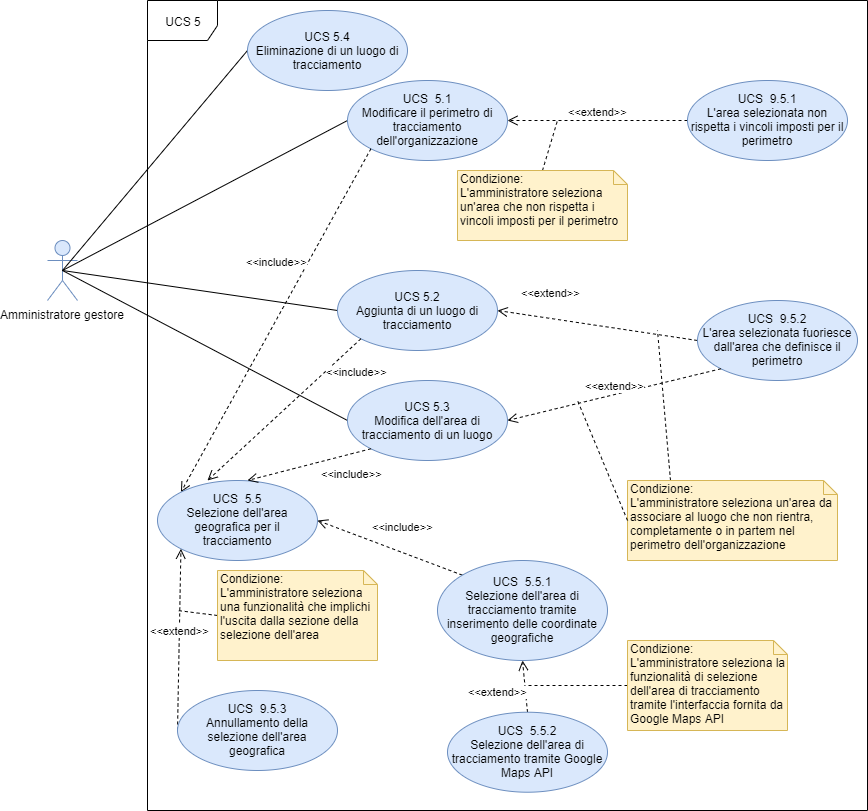 UCS 5
UCS 5.4
Eliminazione di un luogo di
tracciamento
UCS 5.1
Modificare il perimetro di
tracciamento
dell'organizzazione
<<extend>>
UCS 9.5.1
L'area selezionata non
rispetta i vincoli imposti per il
perimetro
Condizione:
L'amministratore seleziona
un'area che non rispetta i
vincoli imposti per il perimetro
<<include>>
Amministratore gestore
UCS 5.2
Aggiunta di un luogo di
tracciamento
<<extend>>
UCS 9.5.2
L'area selezionata fuoriesce
dall'area che definisce il
perimetro
<<include>>
<<extend>>
UCS 5.3
Modifica dell'area di
tracciamento di un luogo
<<include>>
UCS 5.5
Selezione dell'area
geografica per il
tracciamento
Condizione:
L'amministratore seleziona un'area da
associare al luogo che non rientra,
completamente o in partem nel
perimetro dell'organizzazione
<<include>>
Condizione:
L'amministratore seleziona
una funzionalità che implichi
l'uscita dalla sezione della
selezione dell'area
<<extend>>
UCS 5.5.1
Selezione dell'area di
tracciamento tramite
inserimento delle coordinate
geografiche
Condizione:
L'amministratore seleziona la
funzionalità di selezione
dell'area di tracciamento
tramite l'interfaccia fornita da
Google Maps API
<<extend>>
UCS 9.5.3
Annullamento della
selezione dell'area
geografica
UCS 5.5.2
Selezione dell'area di
tracciamento tramite Google
Maps API